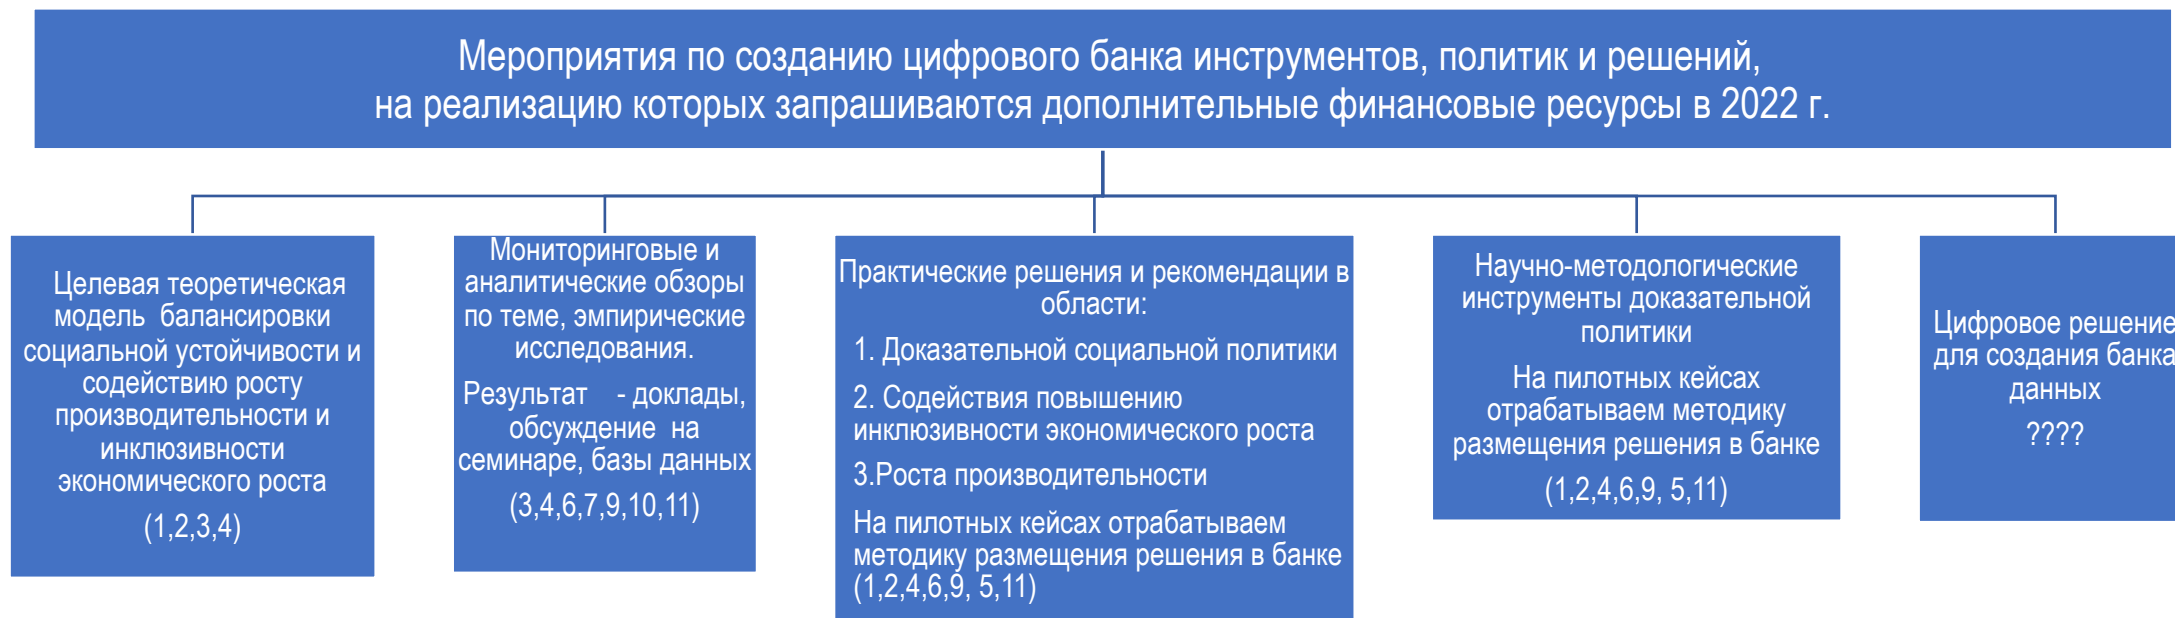 Мероприятия по созданию цифрового банка инструментов, политик и решений,
на реализацию которых запрашиваются дополнительные финансовые ресурсы в 2022 г.
Целевая теоретическая
модель балансировки
социальной устойчивости и
содействию росту
производительности и
инклюзивности
экономического роста
(1,2,3,4)
Мониторинговые и
аналитические обзоры
по теме, эмпирические
исследования.
Результат - доклады,
обсуждение на
семинаре, базы данных
(3,4,6,7,9,10,11)
Практические решения и рекомендации в
области:
1. Доказательной социальной политики
2. Содействия повышению
инклюзивности экономического роста
3.Роста производительности
На пилотных кейсах отрабатываем
методику размещения решения в банке
(1,2,4,6,9, 5,11)
Научно-методологические
инструменты доказательной
политики
На пилотных кейсах
отрабатываем методику
размещения решения в банке
(1,2,4,6,9, 5,11)
Цифровое решение
для создания банка
данных
????